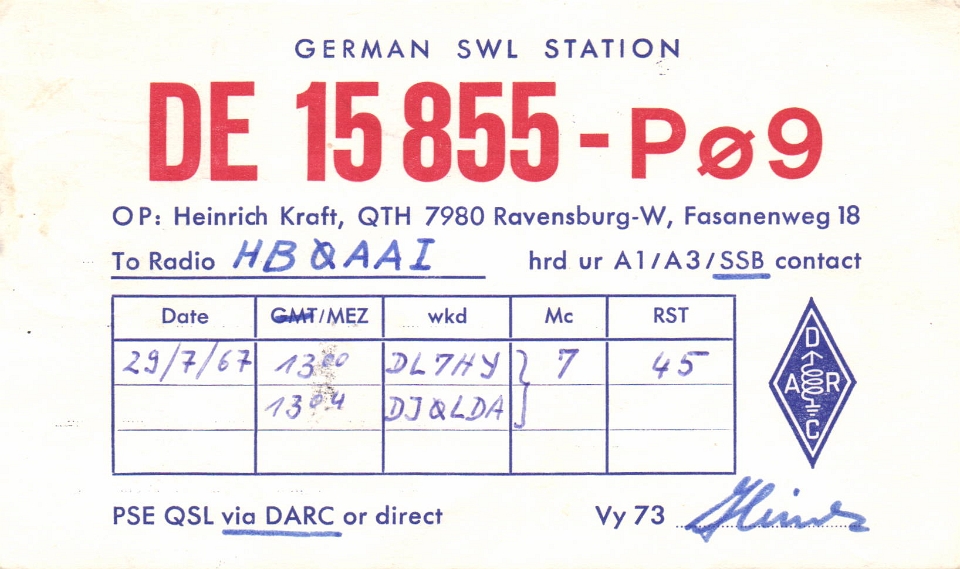 GERMAN SWL STATION
DE 15855-Pø9
OP: Heinrich Kraft, QTH 7980 Ravensburg-W, Fasanenweg 18
To Radio HBØAAI hrd ur A1/A3/SSB contact
Date GMT/MEZ wkd Mc RST
29/7/67 13⁰⁰ DL7HY } 7 45
13⁰⁴ DJØLDA
D
A R
C
PSE QSL via DARC or direct Vy 73